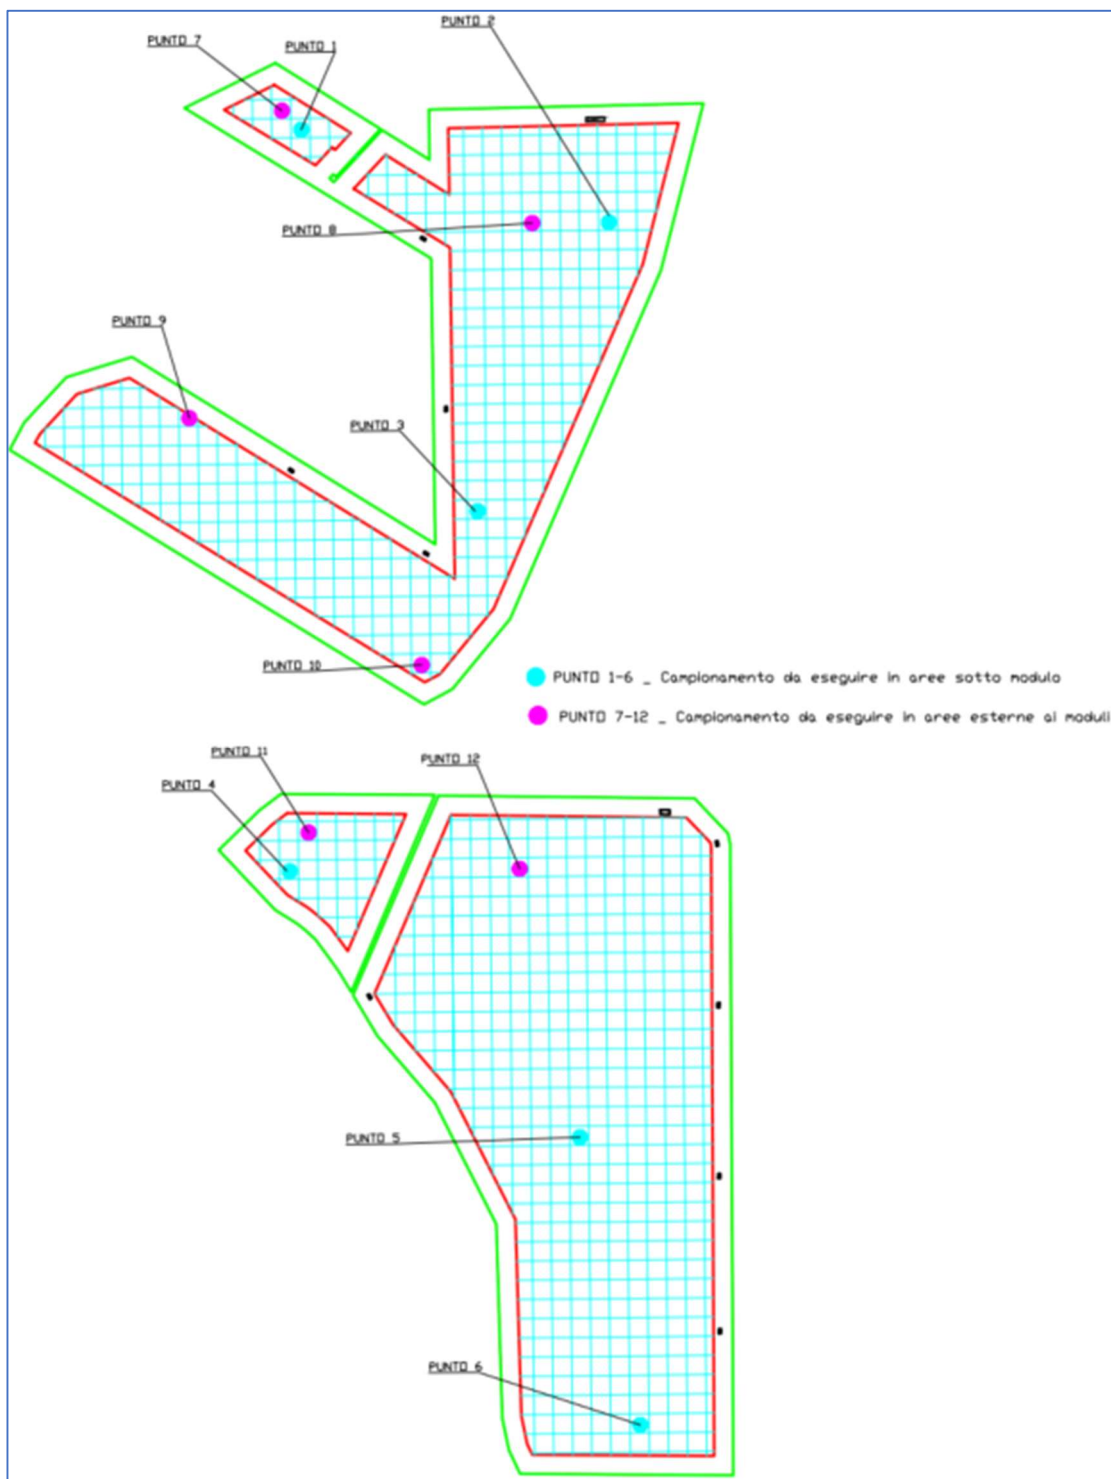 PUNTO 2
PUNTO 7
PUNTO 1
PUNTO 8
PUNTO 9
PUNTO 3
PUNTO 10
PUNTO 1-6 _ Campionamento da eseguire in aree sotto modulo
PUNTO 7-12 _ Campionamento da eseguire in aree esterne ai moduli
PUNTO 11
PUNTO 12
PUNTO 4
PUNTO 5
PUNTO 6